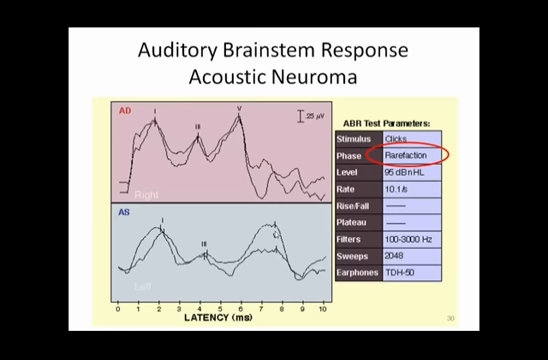 Auditory Brainstem Response
Acoustic Neuroma
AD
I
III
V
.25 µV
Right
AS
I
III
Left
0 1 2 3 4 5 6 7 8 9 10
LATENCY (ms)
ABR Test Parameters:
Stimulus Clicks
Phase Rarefaction
Level 95 dBnHL
Rate 10.1/s
Rise/Fall ——
Plateau ——
Filters 100-3000 Hz
Sweeps 2048
Earphones TDH-50
30